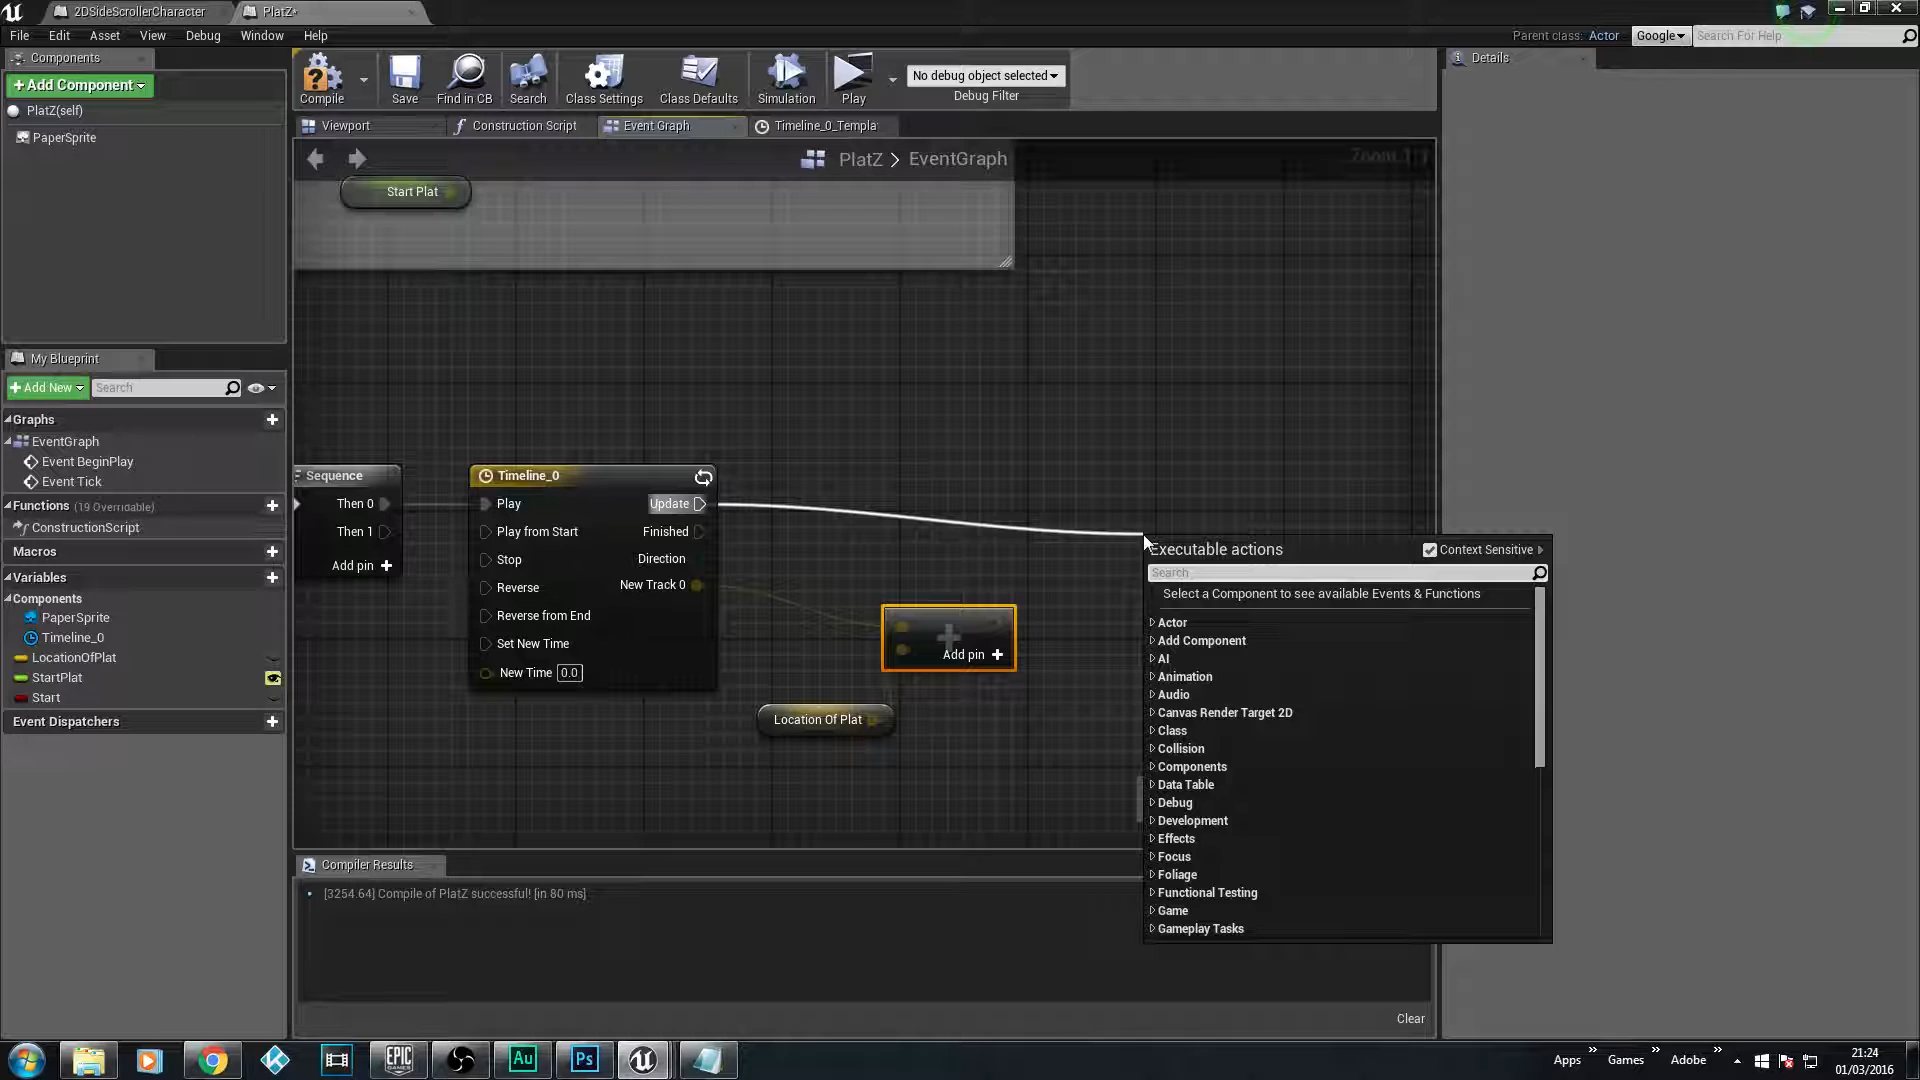 2DSideScrollerCharacter
PlatZ*
File Edit Asset View Debug Window Help
Parent class: Actor
Google
Search For Help
Components
Add Component
PlatZ(self)
PaperSprite
Compile
Save
Find in CB
Search
Class Settings
Class Defaults
Simulation
Play
No debug object selected
Debug Filter
Details
Viewport
Construction Script
Event Graph
Timeline_0_Templa
PlatZ > EventGraph
Start Plat
My Blueprint
Add New
Search
Graphs
EventGraph
Event BeginPlay
Event Tick
Functions (19 Overridable)
ConstructionScript
Macros
Variables
Components
PaperSprite
Timeline_0
LocationOfPlat
StartPlat
Start
Event Dispatchers
Sequence
Then 0
Then 1
Add pin
Timeline_0
Play
Update
Play from Start
Finished
Stop
Direction
Reverse
New Track 0
Reverse from End
Set New Time
New Time 0.0
Add pin
Location Of Plat
Executable actions
Context Sensitive
Search
Select a Component to see available Events & Functions
Actor
Add Component
AI
Animation
Audio
Canvas Render Target 2D
Class
Collision
Components
Data Table
Debug
Development
Effects
Focus
Foliage
Functional Testing
Game
Gameplay Tasks
Compiler Results
[3254.64] Compile of PlatZ successful! [in 80 ms]
Clear
EPIC
GAMES
Au
Ps
Apps
Games
Adobe
21:24
01/03/2016